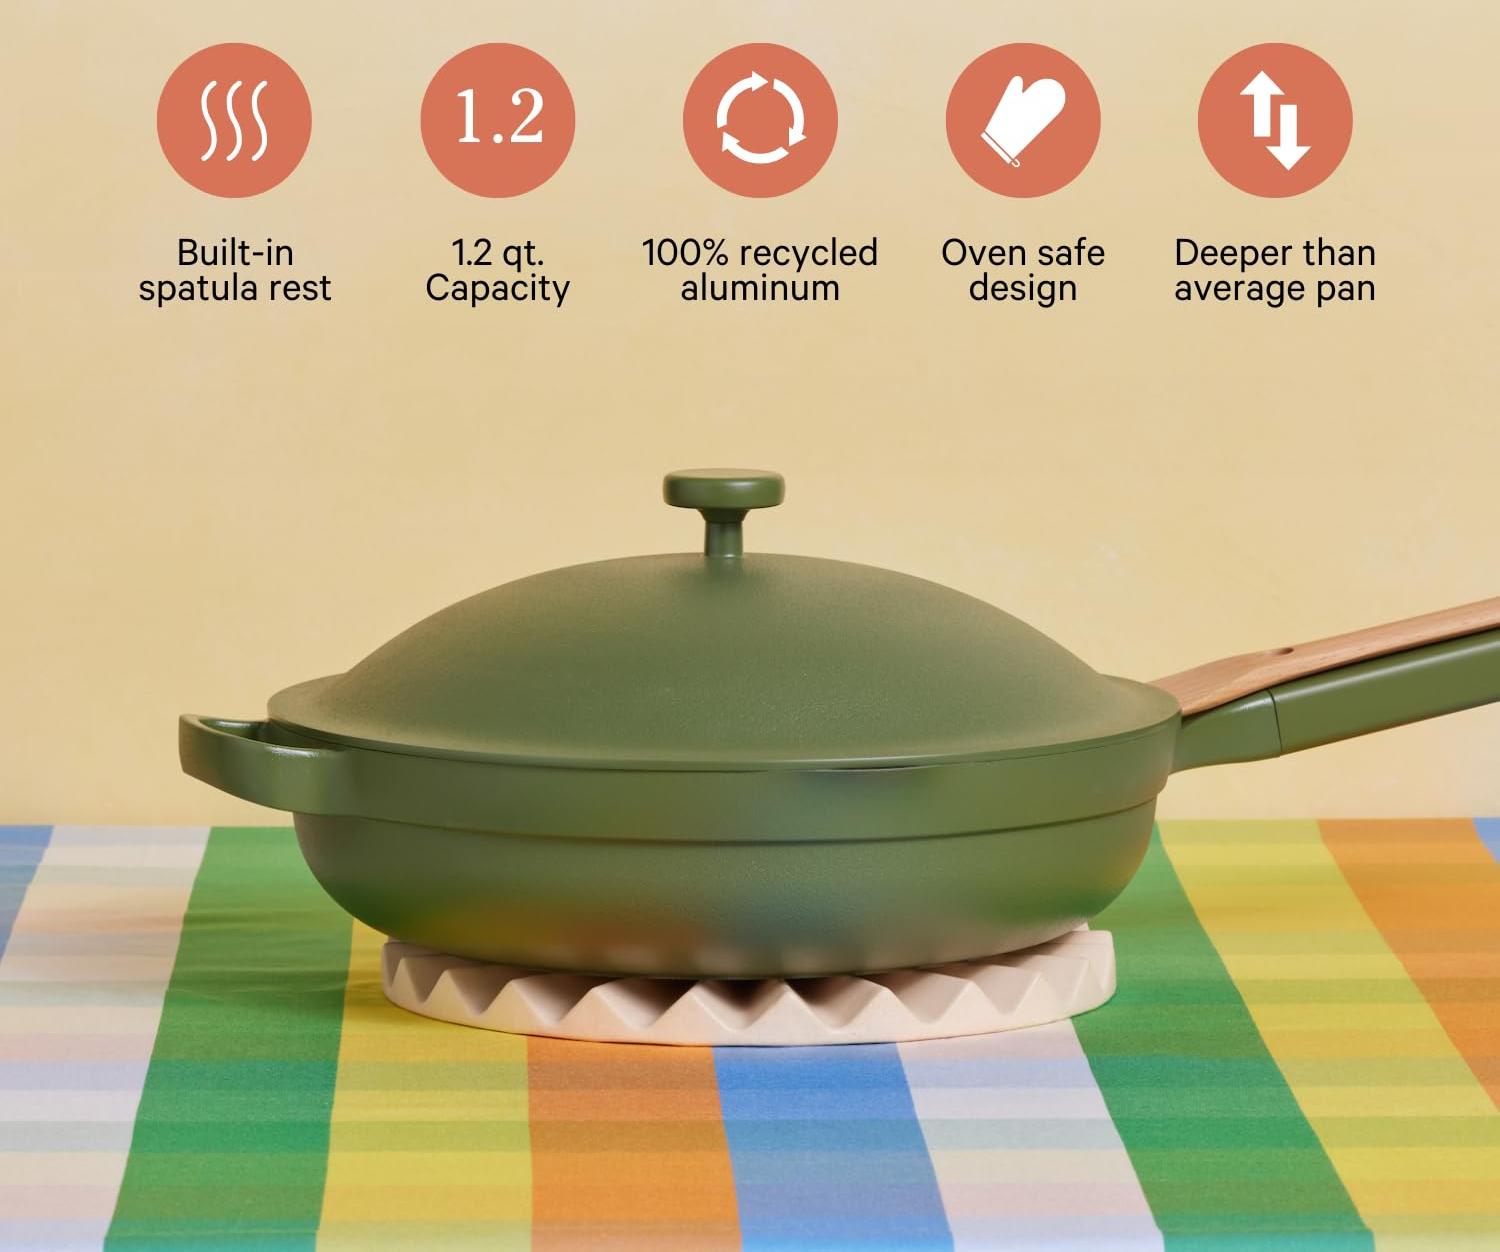 1.2
Built-in
spatula rest
1.2 qt.
Capacity
100% recycled
aluminum
Oven safe
design
Deeper than
average pan